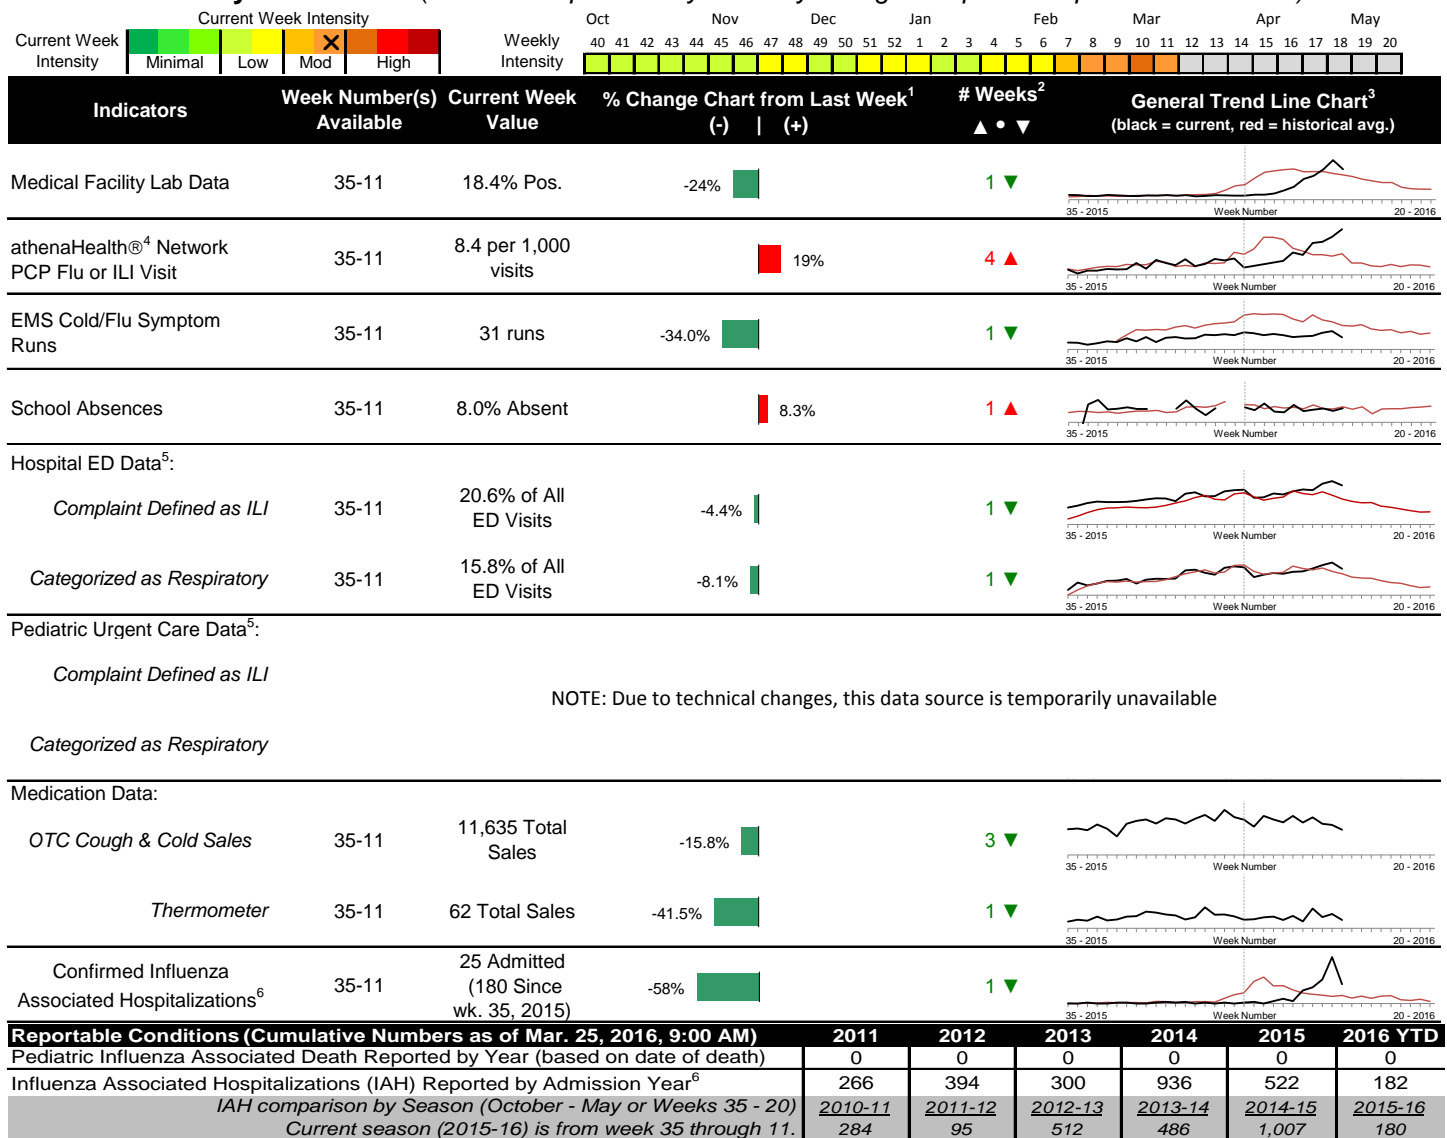 Current Week Intensity
Current Week Intensity
Minimal Low Mod High
X
Oct Nov Dec Jan Feb Mar Apr May
Weekly Intensity
40 41 42 43 44 45 46 47 48 49 50 51 52 1 2 3 4 5 6 7 8 9 10 11 12 13 14 15 16 17 18 19 20
Indicators
Week Number(s) Available
Current Week Value
% Change Chart from Last Week¹
(-) | (+)
# Weeks²
▲ • ▼
General Trend Line Chart³
(black = current, red = historical avg.)
Medical Facility Lab Data 35-11 18.4% Pos. -24% 1 ▼
35 - 2015 Week Number 20 - 2016
athenaHealth®⁴ Network PCP Flu or ILI Visit 35-11 8.4 per 1,000 visits 19% 4 ▲
35 - 2015 Week Number 20 - 2016
EMS Cold/Flu Symptom Runs 35-11 31 runs -34.0% 1 ▼
35 - 2015 Week Number 20 - 2016
School Absences 35-11 8.0% Absent 8.3% 1 ▲
35 - 2015 Week Number 20 - 2016
Hospital ED Data⁵:
Complaint Defined as ILI 35-11 20.6% of All ED Visits -4.4% 1 ▼
35 - 2015 Week Number 20 - 2016
Categorized as Respiratory 35-11 15.8% of All ED Visits -8.1% 1 ▼
35 - 2015 Week Number 20 - 2016
Pediatric Urgent Care Data⁵:
Complaint Defined as ILI
NOTE: Due to technical changes, this data source is temporarily unavailable
Categorized as Respiratory
Medication Data:
OTC Cough & Cold Sales 35-11 11,635 Total Sales -15.8% 3 ▼
35 - 2015 Week Number 20 - 2016
Thermometer 35-11 62 Total Sales -41.5% 1 ▼
35 - 2015 Week Number 20 - 2016
Confirmed Influenza Associated Hospitalizations⁶ 35-11 25 Admitted (180 Since wk. 35, 2015) -58% 1 ▼
35 - 2015 Week Number 20 - 2016
Reportable Conditions (Cumulative Numbers as of Mar. 25, 2016, 9:00 AM) 2011 2012 2013 2014 2015 2016 YTD
Pediatric Influenza Associated Death Reported by Year (based on date of death) 0 0 0 0 0 0
Influenza Associated Hospitalizations (IAH) Reported by Admission Year⁶ 266 394 300 936 522 182
IAH comparison by Season (October - May or Weeks 35 - 20) 2010-11 2011-12 2012-13 2013-14 2014-15 2015-16
Current season (2015-16) is from week 35 through 11. 284 95 512 486 1,007 180